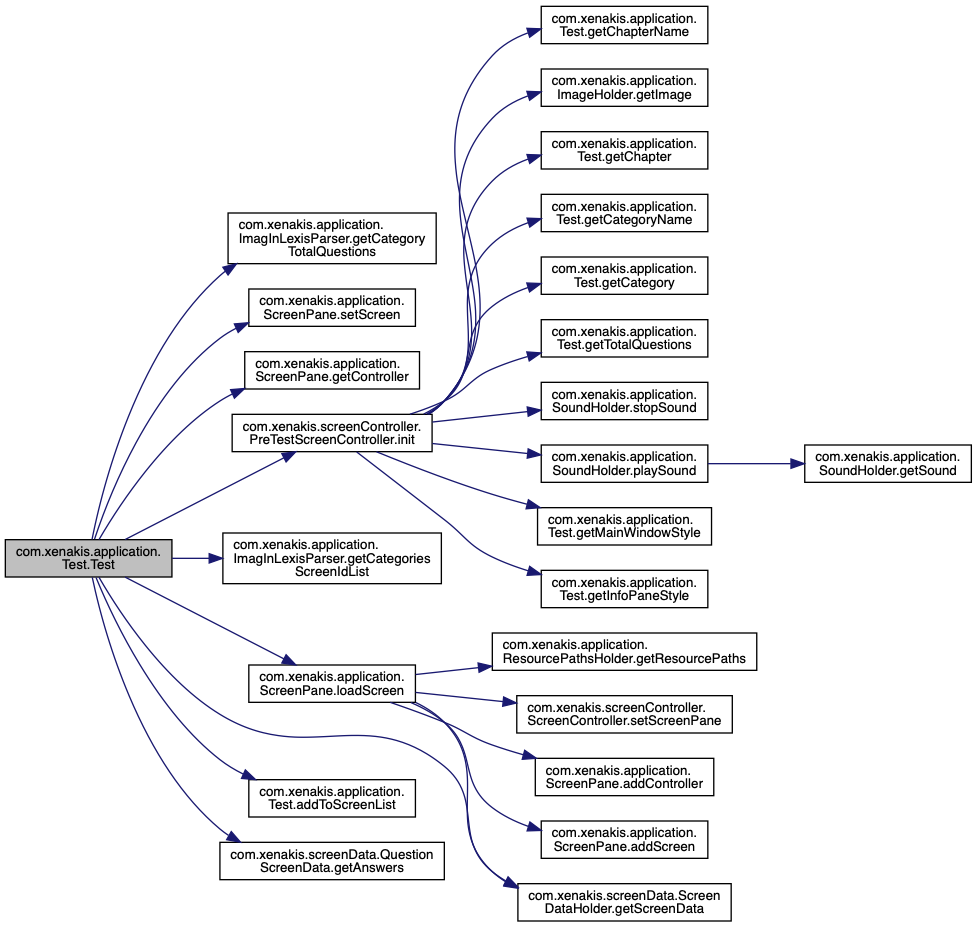 com.xenakis.application.
Test.getChapterName
com.xenakis.application.
ImageHolder.getImage
com.xenakis.application.
Test.getChapter
com.xenakis.application.
Test.getCategoryName
com.xenakis.application.
ImagInLexisParser.getCategory
TotalQuestions
com.xenakis.application.
Test.getCategory
com.xenakis.application.
ScreenPane.setScreen
com.xenakis.application.
Test.getTotalQuestions
com.xenakis.application.
ScreenPane.getController
com.xenakis.application.
SoundHolder.stopSound
com.xenakis.screenController.
PreTestScreenController.init
com.xenakis.application.
SoundHolder.playSound
com.xenakis.application.
SoundHolder.getSound
com.xenakis.application.
Test.getMainWindowStyle
com.xenakis.application.
Test.Test
com.xenakis.application.
ImagInLexisParser.getCategories
ScreenIdList
com.xenakis.application.
Test.getInfoPaneStyle
com.xenakis.application.
ResourcePathsHolder.getResourcePaths
com.xenakis.application.
ScreenPane.loadScreen
com.xenakis.screenController.
ScreenController.setScreenPane
com.xenakis.application.
ScreenPane.addController
com.xenakis.application.
Test.addToScreenList
com.xenakis.application.
ScreenPane.addScreen
com.xenakis.screenData.Question
ScreenData.getAnswers
com.xenakis.screenData.Screen
DataHolder.getScreenData